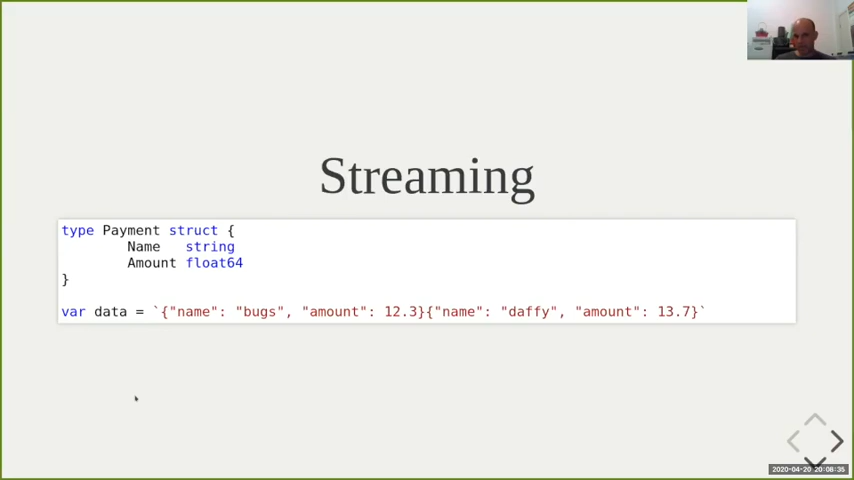 Streaming
type Payment struct {
        Name   string
        Amount float64
}
var data = `{"name": "bugs", "amount": 12.3}{"name": "daffy", "amount": 13.7}`
2020-04-20 20:08:35